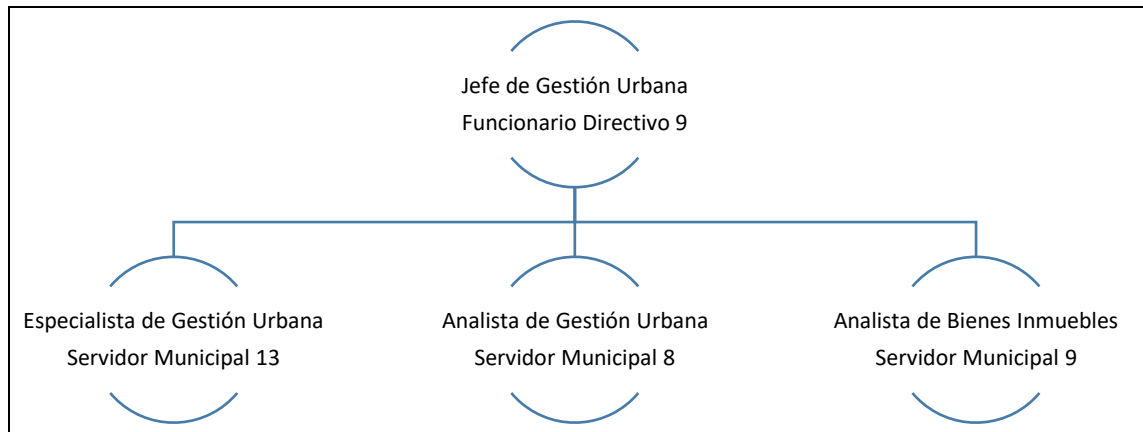 Jefe de Gestión Urbana
Funcionario Directivo 9
Especialista de Gestión Urbana
Servidor Municipal 13
Analista de Gestión Urbana
Servidor Municipal 8
Analista de Bienes Inmuebles
Servidor Municipal 9